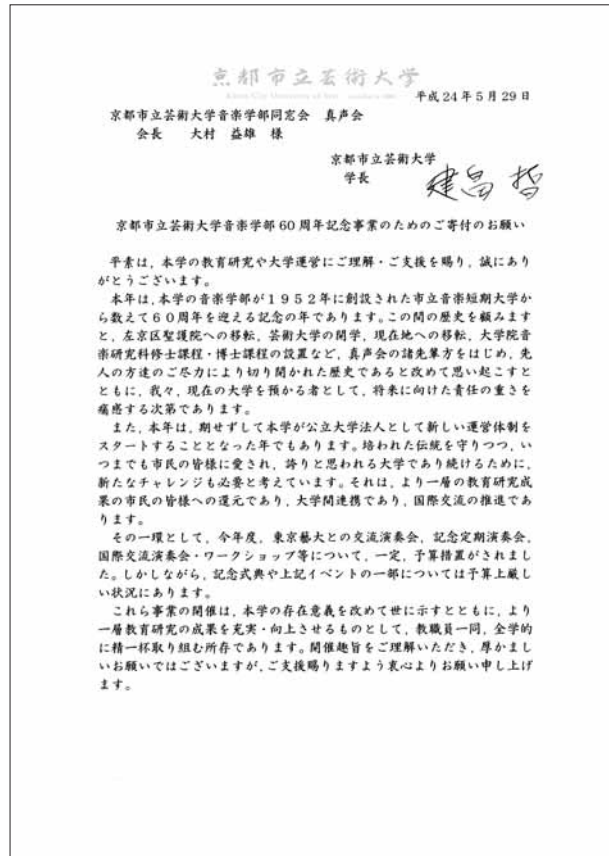 京都市立芸術大学
平成24年5月29日
京都市立芸術大学音楽学部同窓会　真声会
会長　大村　益雄　様
京都市立芸術大学
学長　建畠　晢
京都市立芸術大学音楽学部60周年記念事業のためのご寄付のお願い
平素は，本学の教育研究や大学運営にご理解・ご支援を賜り，誠にあり
がとうございます。
本年は，本学の音楽学部が１９５２年に創設された市立音楽短期大学か
ら数えて６０周年を迎える記念の年であります。この間の歴史を顧みます
と，左京区聖護院への移転，芸術大学の開学，現在地への移転，大学院音
楽研究科修士課程・博士課程の設置など，真声会の諸先輩方をはじめ，先
人の方達のご尽力により切り開かれた歴史であると改めて思い起こすと
ともに，我々，現在の大学を預かる者として，将来に向けた責任の重さを
痛感する次第であります。
また，本年は，期せずして本学が公立大学法人として新しい運営体制を
スタートすることとなった年でもあります。培われた伝統を守りつつ，い
つまでも市民の皆様に愛され，誇りと思われる大学であり続けるために，
新たなチャレンジも必要と考えています。それは，より一層の教育研究成
果の市民の皆様への還元であり，大学間連携であり，国際交流の推進であ
ります。
その一環として，今年度，東京藝大との交流演奏会，記念定期演奏会，
国際交流演奏会・ワークショップ等について，一定，予算措置がされまし
た。しかしながら，記念式典や上記イベントの一部については予算上厳し
い状況にあります。
これら事業の開催は，本学の存在意義を改めて世に示すとともに，より
一層教育研究の成果を充実・向上させるものとして，教職員一同，全学的
に精一杯取り組む所存であります。開催趣旨をご理解いただき，厚かまし
いお願いではございますが，ご支援賜りますよう衷心よりお願い申し上げ
ます。